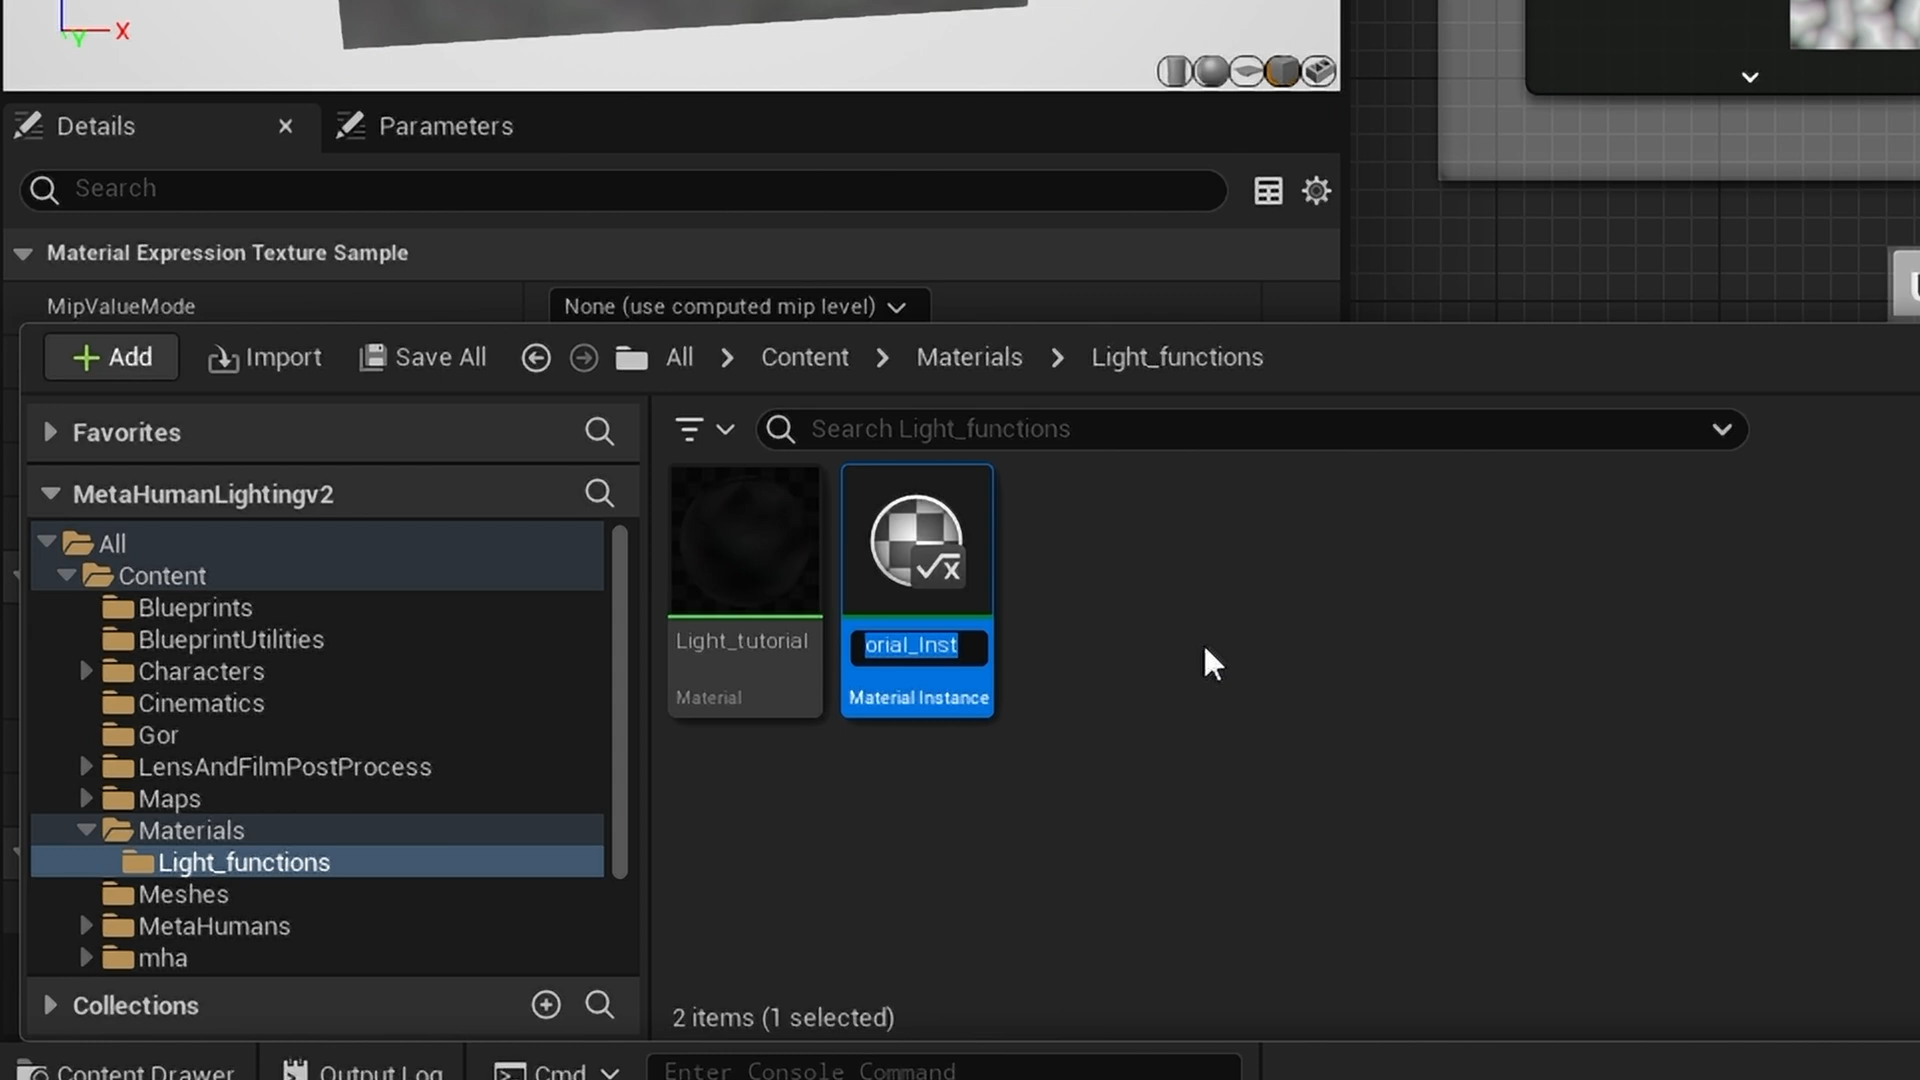 Y X
Details × Parameters
Search
Material Expression Texture Sample
MipValueMode None (use computed mip level)
Add Import Save All All Content Materials Light_functions
Favorites
Search Light_functions
MetaHumanLightingv2
All
Content
Blueprints
BlueprintUtilities
Characters
Cinematics
Gor
LensAndFilmPostProcess
Maps
Materials
Light_functions
Meshes
MetaHumans
mha
Collections
Light_tutorial
Material
orial_Inst
Material Instance
2 items (1 selected)
Content Drawer Output Log Cmd Enter Console Command